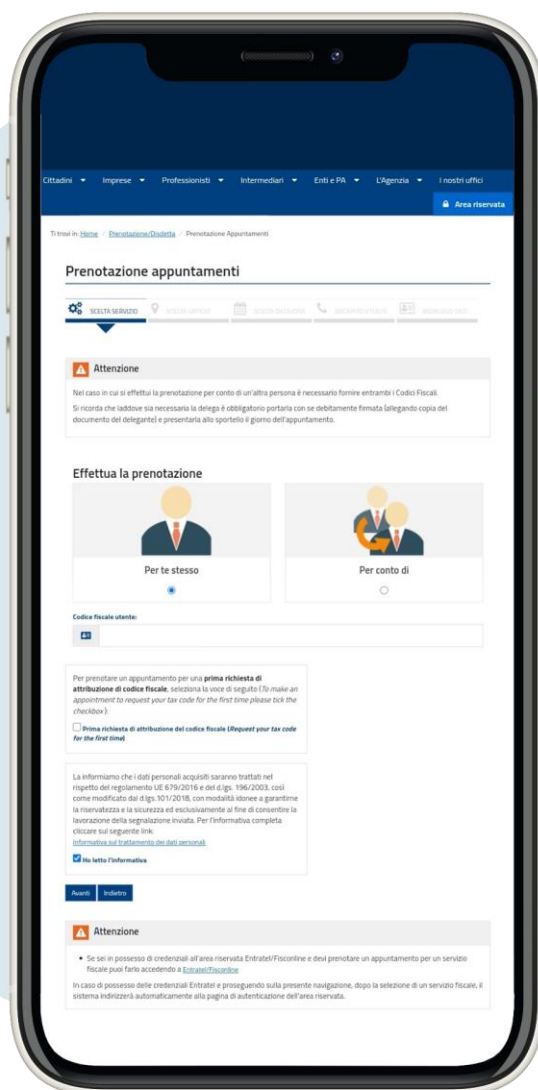 Cittadini Imprese Professionisti Intermediari Enti e PA L'Agenzia I nostri uffici
Area riservata
Ti trovi in: Home / Prenotazione/Disdetta / Prenotazione Appuntamenti
Prenotazione appuntamenti
SCELTA SERVIZIO SCELTA UFFICIO
Attenzione
Nel caso in cui si effettui la prenotazione per conto di un'altra persona è necessario fornire entrambi i Codici Fiscali.
Si ricorda che laddove sia necessaria la delega è obbligatorio portarla con se debitamente firmata (allegando copia del
documento del delegante) e presentarla allo sportello il giorno dell'appuntamento.
Effettua la prenotazione
Per te stesso Per conto di
Codice fiscale utente:
Per prenotare un appuntamento per una prima richiesta di
attribuzione di codice fiscale, seleziona la voce di seguito (To make an
appointment to request your tax code for the first time please tick the
checkbox).
Prima richiesta di attribuzione del codice fiscale (Request your tax code
for the first time)
La informiamo che i dati personali acquisiti saranno trattati nel
rispetto del regolamento UE 679/2016 e del d.lgs. 196/2003, così
come modificato dal d.lgs.101/2018, con modalità idonee a garantirne
la riservatezza e la sicurezza ed esclusivamente al fine di consentire la
lavorazione della segnalazione inviata. Per l'informativa completa
cliccare sul seguente link:
Informativa sul trattamento dei dati personali
Ho letto l'informativa
Avanti Indietro
Attenzione
Se sei in possesso di credenziali all'area riservata Entratel/Fisconline e devi prenotare un appuntamento per un servizio
fiscale puoi farlo accedendo a Entratel/Fisconline
In caso di possesso delle credenziali Entratel e proseguendo sulla presente navigazione, dopo la selezione di un servizio fiscale, il
sistema indirizzerà automaticamente alla pagina di autenticazione dell'area riservata.